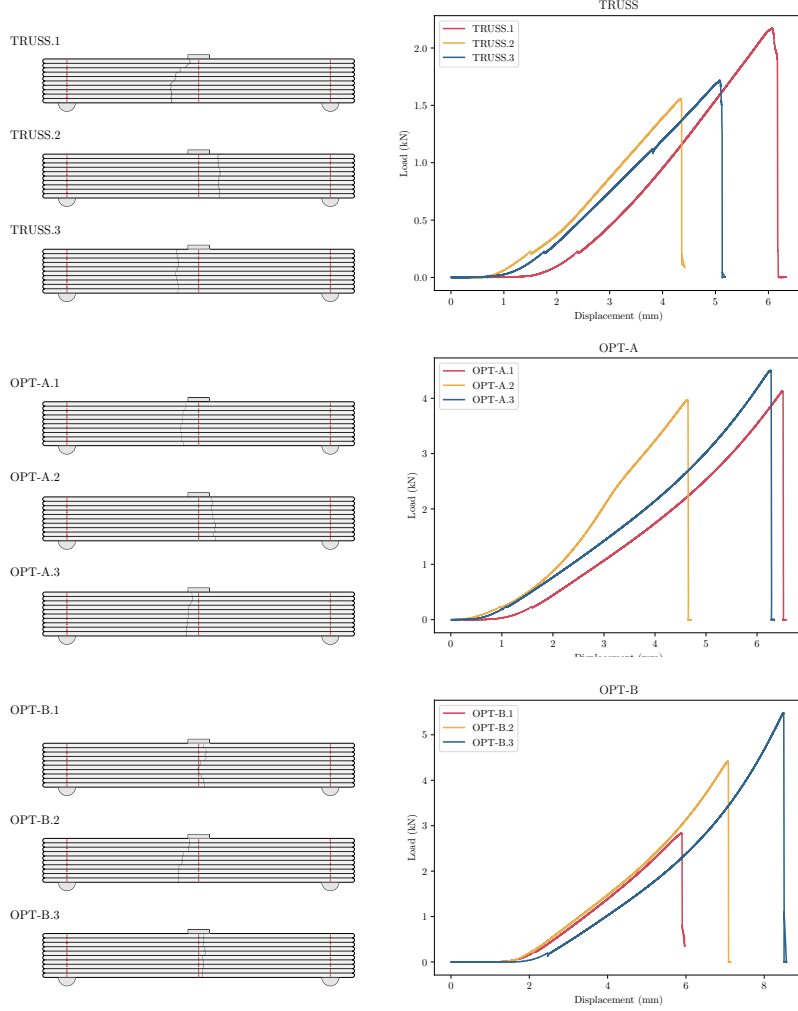 TRUSS.1
TRUSS.2
TRUSS.3
TRUSS
TRUSS.1
TRUSS.2
TRUSS.3
Load (kN)
2.0
1.5
1.0
0.5
0.0
0 1 2 3 4 5 6
Displacement (mm)
OPT-A.1
OPT-A.2
OPT-A.3
OPT-A
OPT-A.1
OPT-A.2
OPT-A.3
Load (kN)
4
3
2
1
0
0 1 2 3 4 5 6
Displacement (mm)
OPT-B.1
OPT-B.2
OPT-B.3
OPT-B
OPT-B.1
OPT-B.2
OPT-B.3
Load (kN)
5
4
3
2
1
0
0 2 4 6 8
Displacement (mm)